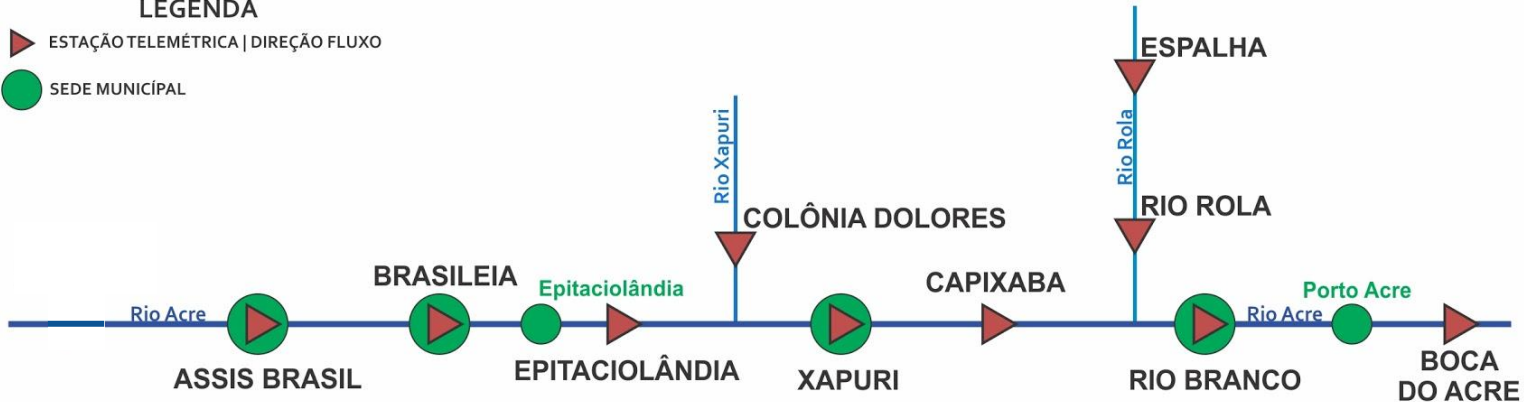 LEGENDA
ESTAÇÃO TELEMÉTRICA | DIREÇÃO FLUXO
SEDE MUNICÍPAL
ESPALHA
Rio Xapuri
Rio Rola
COLÔNIA DOLORES
RIO ROLA
BRASILEIA
Epitaciolândia
CAPIXABA
Porto Acre
Rio Acre
Rio Acre
ASSIS BRASIL
EPITACIOLÂNDIA
XAPURI
RIO BRANCO
BOCA
DO ACRE